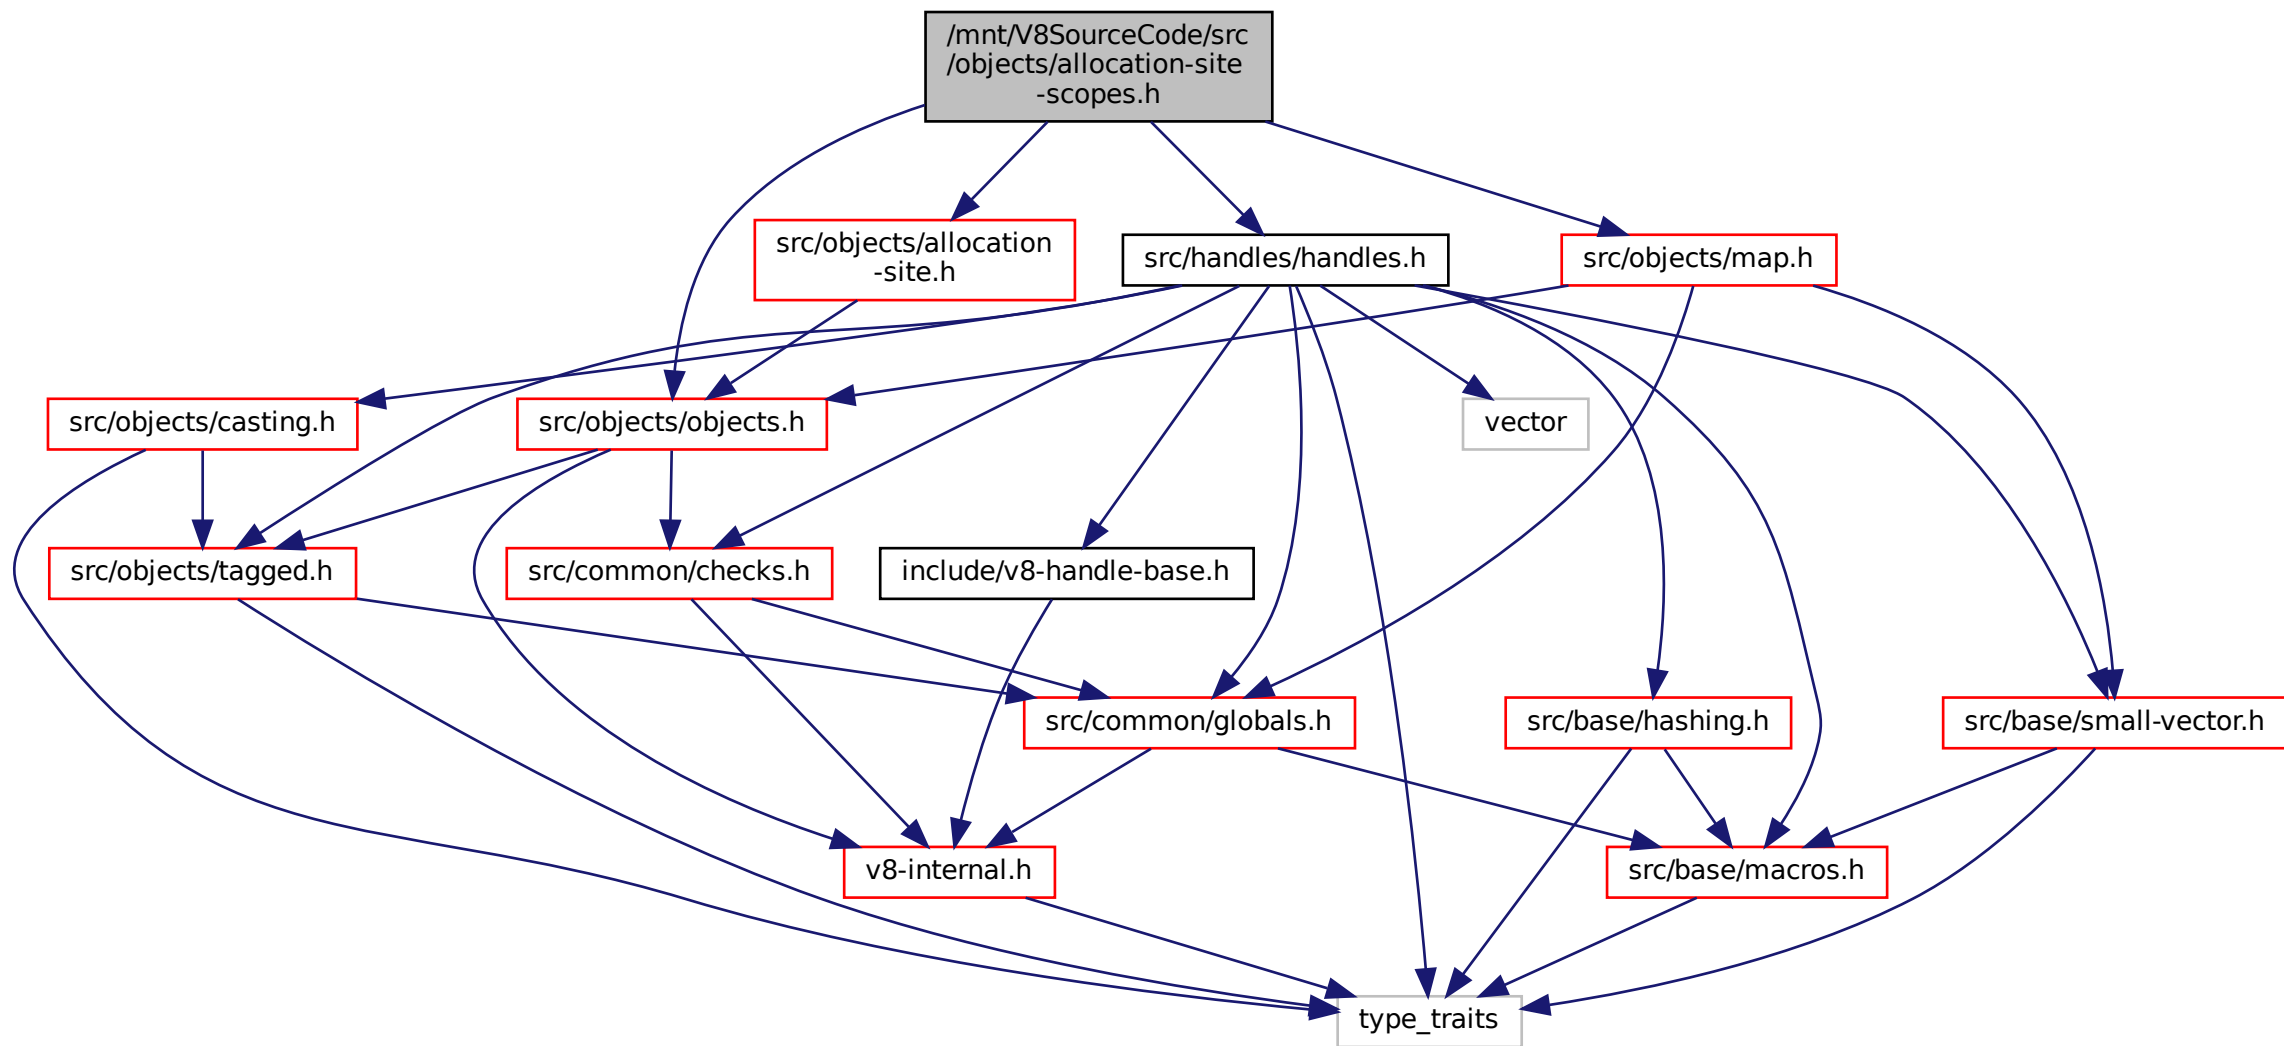 /mnt/V8SourceCode/src
/objects/allocation-site
-scopes.h
src/objects/allocation
-site.h
src/handles/handles.h
src/objects/map.h
src/objects/casting.h
src/objects/objects.h
vector
src/objects/tagged.h
src/common/checks.h
include/v8-handle-base.h
src/common/globals.h
src/base/hashing.h
src/base/small-vector.h
v8-internal.h
src/base/macros.h
type_traits